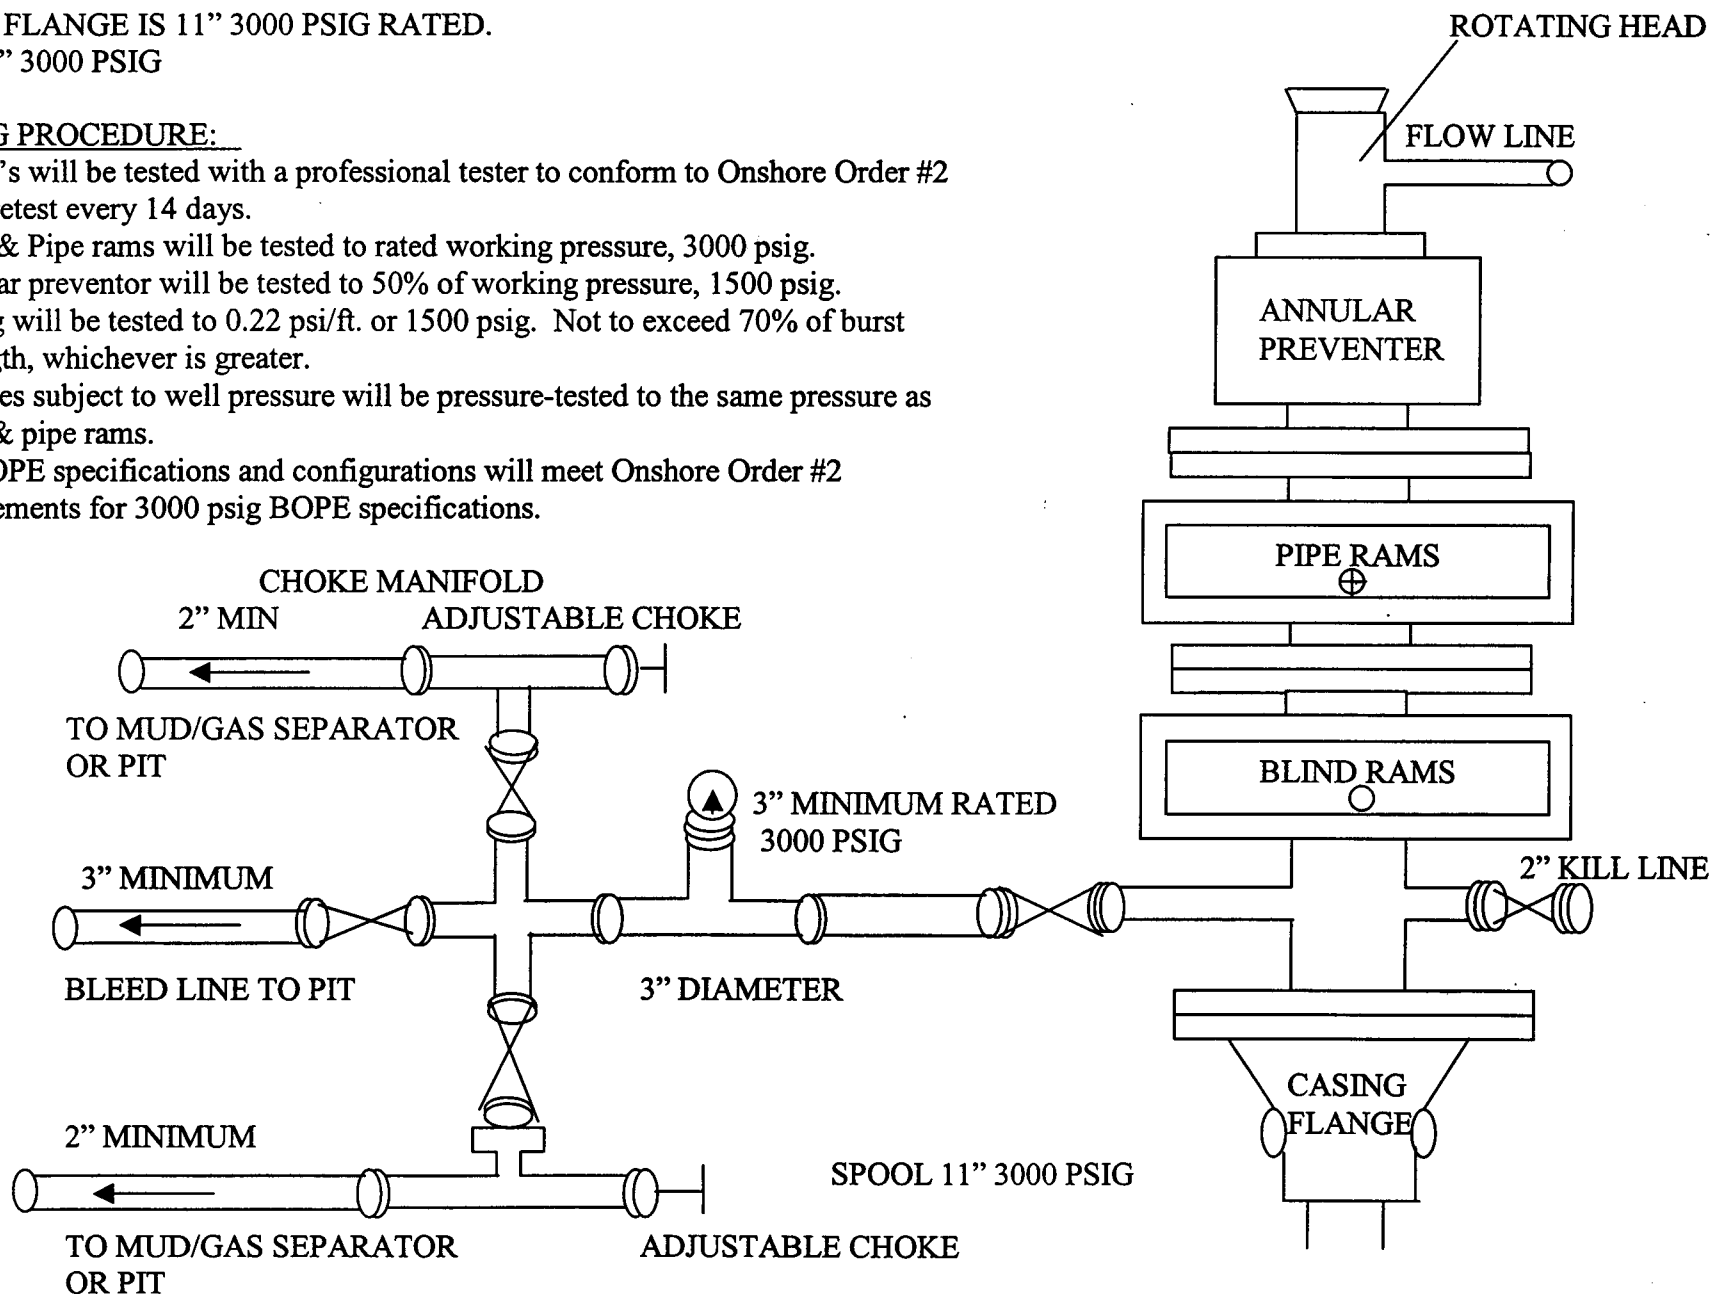 FLANGE IS 11” 3000 PSIG RATED.
” 3000 PSIG
G PROCEDURE:
’s will be tested with a professional tester to conform to Onshore Order #2
etest every 14 days.
& Pipe rams will be tested to rated working pressure, 3000 psig.
ar preventor will be tested to 50% of working pressure, 1500 psig.
g will be tested to 0.22 psi/ft. or 1500 psig.  Not to exceed 70% of burst
gth, whichever is greater.
es subject to well pressure will be pressure-tested to the same pressure as
& pipe rams.
OPE specifications and configurations will meet Onshore Order #2
ements for 3000 psig BOPE specifications.
ROTATING HEAD
FLOW LINE
ANNULAR
PREVENTER
PIPE RAMS
BLIND RAMS
2” KILL LINE
CASING
FLANGE
CHOKE MANIFOLD
2” MIN
ADJUSTABLE CHOKE
TO MUD/GAS SEPARATOR
OR PIT
3” MINIMUM RATED
3000 PSIG
3” MINIMUM
BLEED LINE TO PIT
3” DIAMETER
2” MINIMUM
SPOOL 11” 3000 PSIG
TO MUD/GAS SEPARATOR
OR PIT
ADJUSTABLE CHOKE